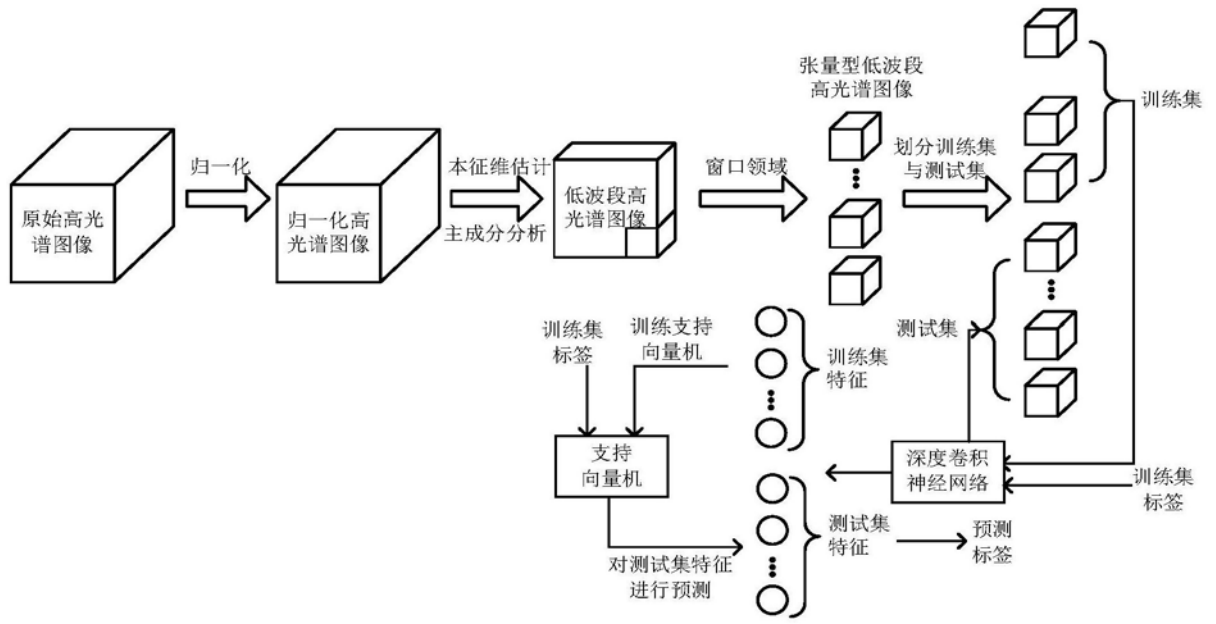 张量型低波段
高光谱图像
训练集
归一化
本征维估计
窗口领域
划分训练集
与测试集
原始高光
谱图像
归一化高
光谱图像
低波段高
光谱图像
主成分分析
测试集
训练集
标签
训练支持
向量机
训练集
特征
支持
向量机
深度卷积
神经网络
训练集
标签
测试集
特征
预测
标签
对测试集特征
进行预测